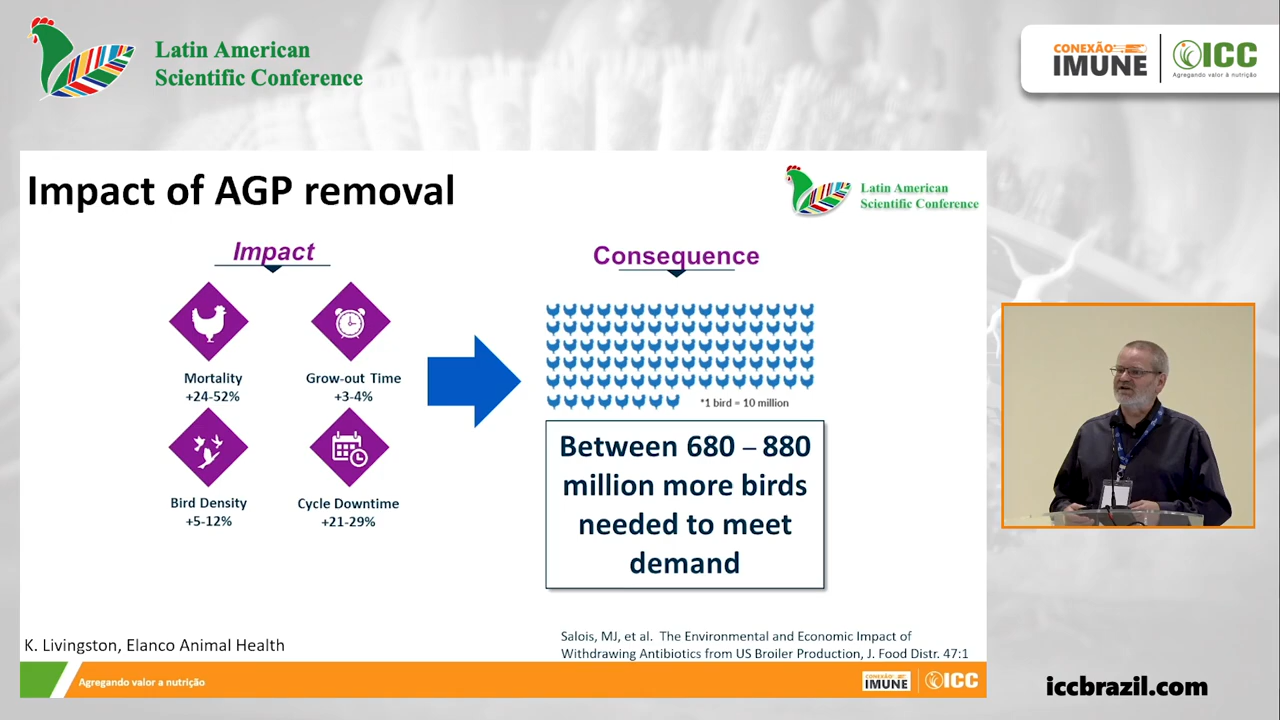 Latin American
Scientific Conference
CONEXÃO
IMUNE
ICC
Agregando valor à nutrição
Impact of AGP removal
Latin American
Scientific Conference
Impact
Consequence
Mortality
+24-52%
Grow-out Time
+3-4%
*1 bird = 10 million
Bird Density
+5-12%
Cycle Downtime
+21-29%
Between 680 – 880
million more birds
needed to meet
demand
K. Livingston, Elanco Animal Health
Salois, MJ, et al. The Environmental and Economic Impact of
Withdrawing Antibiotics from US Broiler Production, J. Food Distr. 47:1
Agregando valor a nutrição
CONEXÃO
IMUNE
ICC
iccbrazil.com